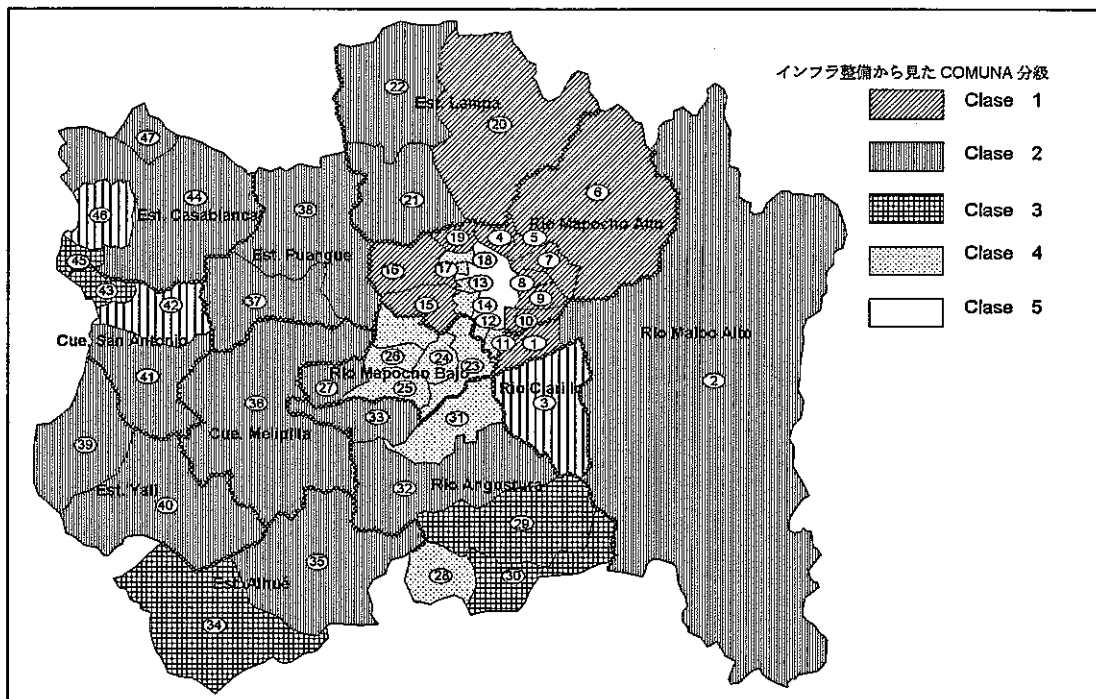 インフラ整備から見た COMUNA 分級
Clase 1
Clase 2
Clase 3
Clase 4
Clase 5
22
Est. Lampa
20
47
6
44
46
Est. Casablanca
38
21
Río Mapocho Alto
19
4
5
45
Est. Puangue
16
17
18
7
43
42
37
13
8
15
14
9
12
10
Cue. San Antonio
11
1
Río Maipo Alto
26
24
23
27
Río Mapocho Bajo
25
Río Clarillo
41
36
3
2
39
33
31
Cue. Melipilla
Est. Yali
32
Río Angostura
40
29
35
28
30
Est. Alhué
34